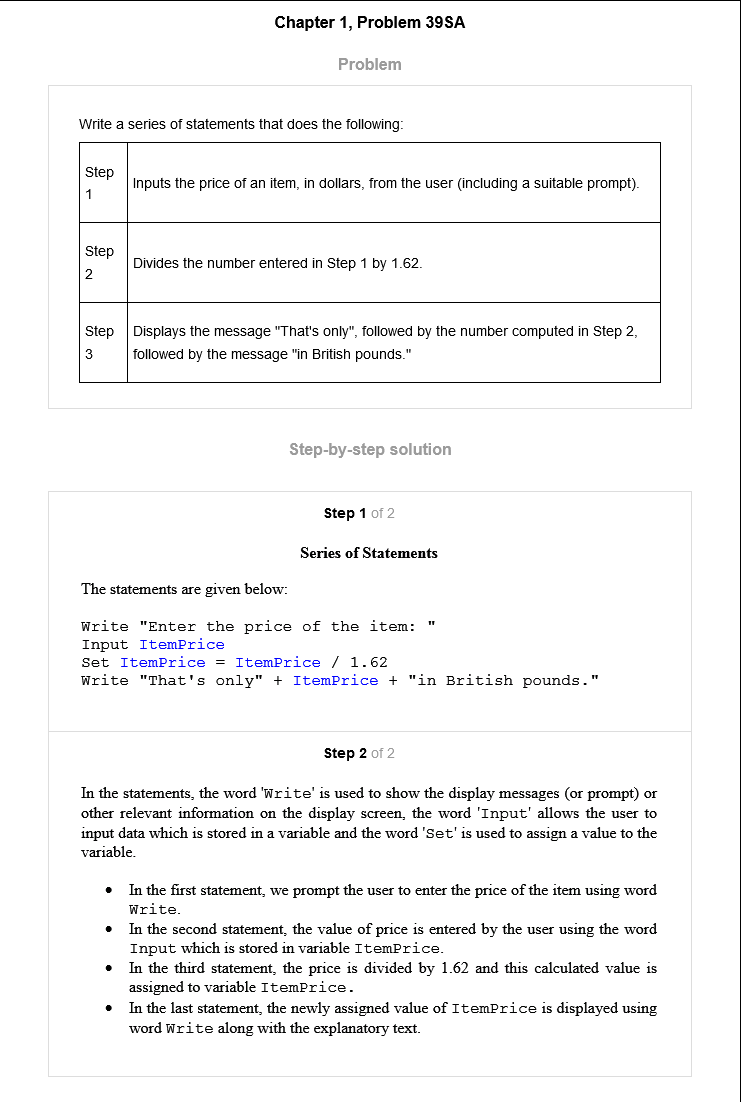 Chapter 1, Problem 39SA
Problem
Write a series of statements that does the following:
Step
1
Inputs the price of an item, in dollars, from the user (including a suitable prompt).
Step
2
Divides the number entered in Step 1 by 1.62.
Step
3
Displays the message "That's only", followed by the number computed in Step 2,
followed by the message "in British pounds."
Step-by-step solution
Step 1 of 2
Series of Statements
The statements are given below:
Write "Enter the price of the item: "
Input ItemPrice
Set ItemPrice = ItemPrice / 1.62
Write "That's only" + ItemPrice + "in British pounds."
Step 2 of 2
In the statements, the word 'Write' is used to show the display messages (or prompt) or
other relevant information on the display screen, the word 'Input' allows the user to
input data which is stored in a variable and the word 'Set' is used to assign a value to the
variable.
• In the first statement, we prompt the user to enter the price of the item using word
Write.
• In the second statement, the value of price is entered by the user using the word
Input which is stored in variable ItemPrice.
• In the third statement, the price is divided by 1.62 and this calculated value is
assigned to variable ItemPrice.
• In the last statement, the newly assigned value of ItemPrice is displayed using
word Write along with the explanatory text.